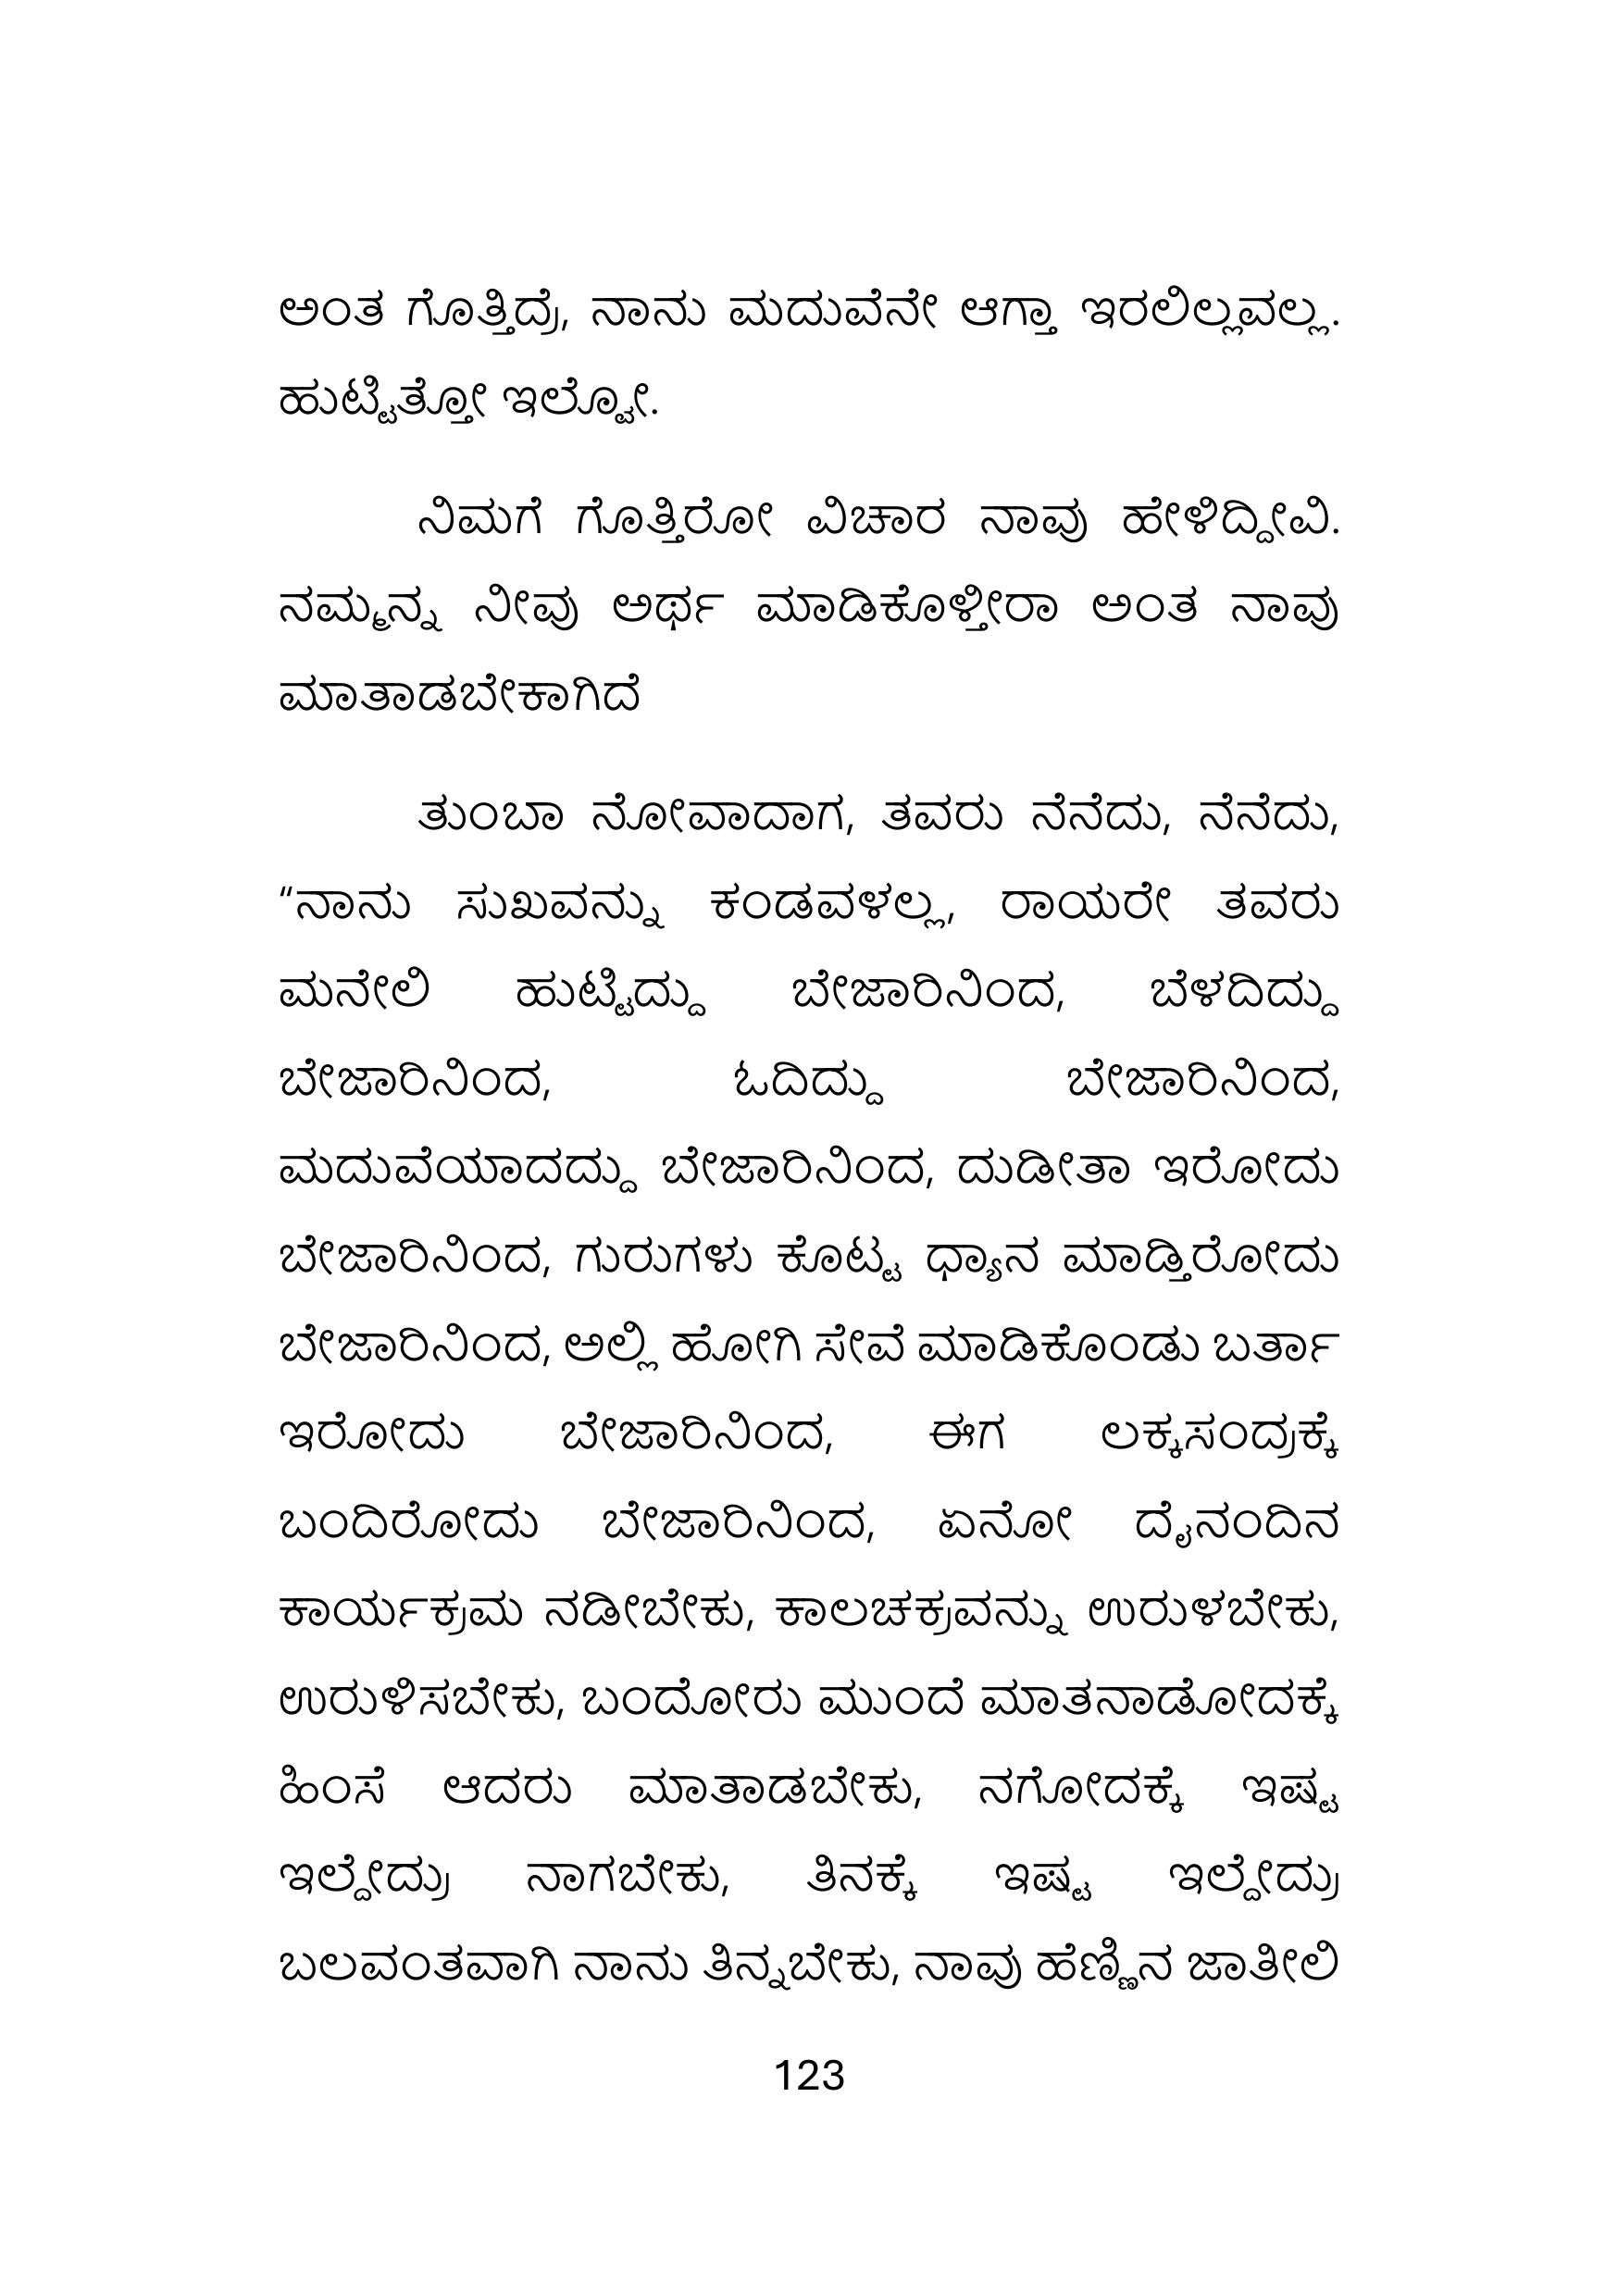 ಅಂತ ಗೊತ್ತಿದ್ರೆ, ನಾನು ಮದುವೆನೇ ಆಗ್ತಾ ಇರಲಿಲ್ಲವಲ್ಲ.
ಹುಟ್ಟಿತ್ತೋ ಇಲ್ವೋ.
ನಿಮಗೆ ಗೊತ್ತಿರೋ ವಿಚಾರ ನಾವು ಹೇಳಿದ್ದೀವಿ.
ನಮ್ಮನ್ನ ನೀವು ಅರ್ಥ ಮಾಡಿಕೊಳ್ತೀರಾ ಅಂತ ನಾವು
ಮಾತಾಡಬೇಕಾಗಿದೆ
ತುಂಬಾ ನೋವಾದಾಗ, ತವರು ನೆನೆದು, ನೆನೆದು,
“ನಾನು ಸುಖವನ್ನು ಕಂಡವಳಲ್ಲ, ರಾಯರೇ ತವರು
ಮನೇಲಿ ಹುಟ್ಟಿದ್ದು ಬೇಜಾರಿನಿಂದ, ಬೆಳದಿದ್ದು
ಬೇಜಾರಿನಿಂದ, ಓದಿದ್ದು ಬೇಜಾರಿನಿಂದ,
ಮದುವೆಯಾದದ್ದು ಬೇಜಾರಿನಿಂದ, ದುಡೀತಾ ಇರೋದು
ಬೇಜಾರಿನಿಂದ, ಗುರುಗಳು ಕೊಟ್ಟ ಧ್ಯಾನ ಮಾಡ್ತಿರೋದು
ಬೇಜಾರಿನಿಂದ, ಅಲ್ಲಿ ಹೋಗಿ ಸೇವೆ ಮಾಡಿಕೊಂಡು ಬರ್ತಾ
ಇರೋದು ಬೇಜಾರಿನಿಂದ, ಈಗ ಲಕ್ಕಸಂದ್ರಕ್ಕೆ
ಬಂದಿರೋದು ಬೇಜಾರಿನಿಂದ, ಏನೋ ದೈನಂದಿನ
ಕಾರ್ಯಕ್ರಮ ನಡೀಬೇಕು, ಕಾಲಚಕ್ರವನ್ನು ಉರುಳಬೇಕು,
ಉರುಳಿಸಬೇಕು, ಬಂದೋರು ಮುಂದೆ ಮಾತನಾಡೋದಕ್ಕೆ
ಹಿಂಸೆ ಆದರು ಮಾತಾಡಬೇಕು, ನಗೋದಕ್ಕೆ ಇಷ್ಟ
ಇಲ್ದೇದ್ರು ನಾಗಬೇಕು, ತಿನಕ್ಕೆ ಇಷ್ಟ ಇಲ್ದೇದ್ರು
ಬಲವಂತವಾಗಿ ನಾನು ತಿನ್ನಬೇಕು, ನಾವು ಹೆಣ್ಣಿನ ಜಾತೀಲಿ
123